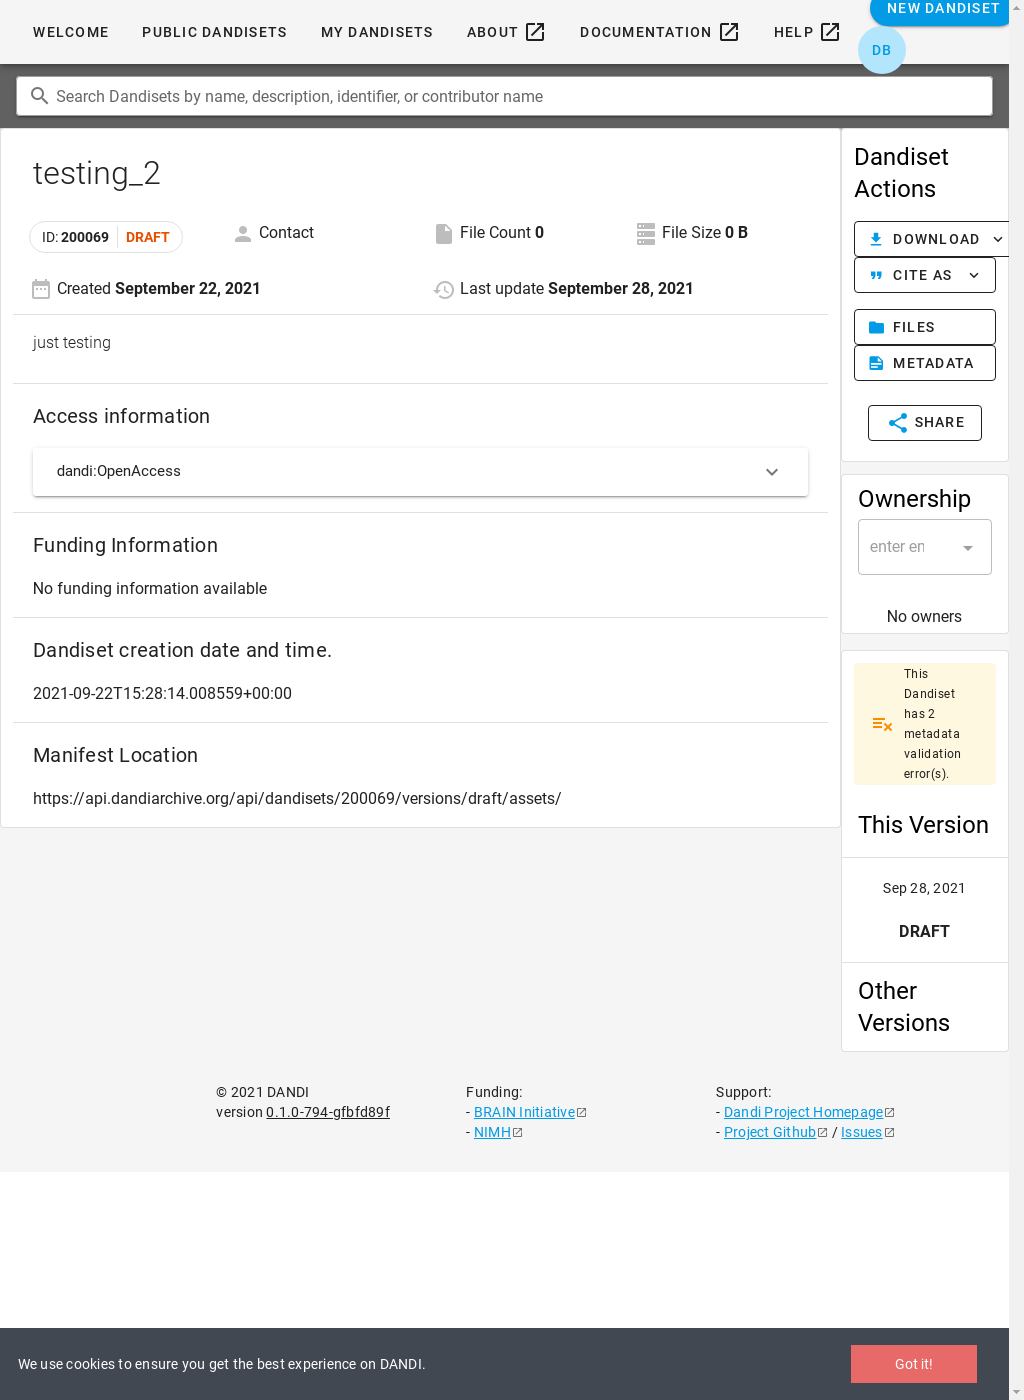 WELCOME PUBLIC DANDISETS MY DANDISETS ABOUT DOCUMENTATION HELP NEW DANDISET
DB
Search Dandisets by name, description, identifier, or contributor name
testing_2
ID: 200069 DRAFT Contact File Count 0 File Size 0 B
Created September 22, 2021 Last update September 28, 2021
just testing
Access information
dandi:OpenAccess
Funding Information
No funding information available
Dandiset creation date and time.
2021-09-22T15:28:14.008559+00:00
Manifest Location
https://api.dandiarchive.org/api/dandisets/200069/versions/draft/assets/
Dandiset
Actions
DOWNLOAD
CITE AS
FILES
METADATA
SHARE
Ownership
enter en
No owners
This
Dandiset
has 2
metadata
validation
error(s).
This Version
Sep 28, 2021
DRAFT
Other
Versions
© 2021 DANDI
version 0.1.0-794-gfbfd89f
Funding:
- BRAIN Initiative
- NIMH
Support:
- Dandi Project Homepage
- Project Github / Issues
We use cookies to ensure you get the best experience on DANDI.
Got it!